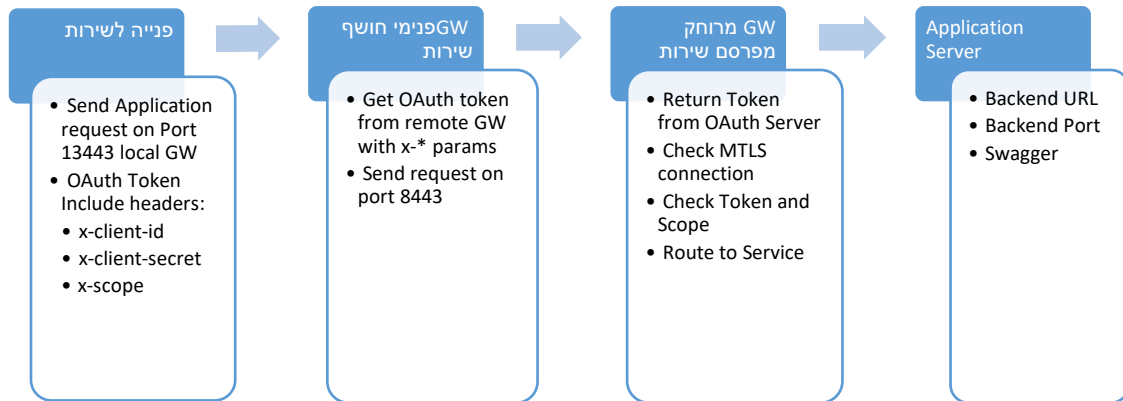 פנייה לשירות
• Send Application
request on Port
13443 local GW
• OAuth Token
Include headers:
• x-client-id
• x-client-secret
• x-scope
GWפנימי חושף
שירות
• Get OAuth token
from remote GW
with x-* params
• Send request on
port 8443
GW מרוחק
מפרסם שירות
• Return Token
from OAuth Server
• Check MTLS
connection
• Check Token and
Scope
• Route to Service
Application
Server
• Backend URL
• Backend Port
• Swagger